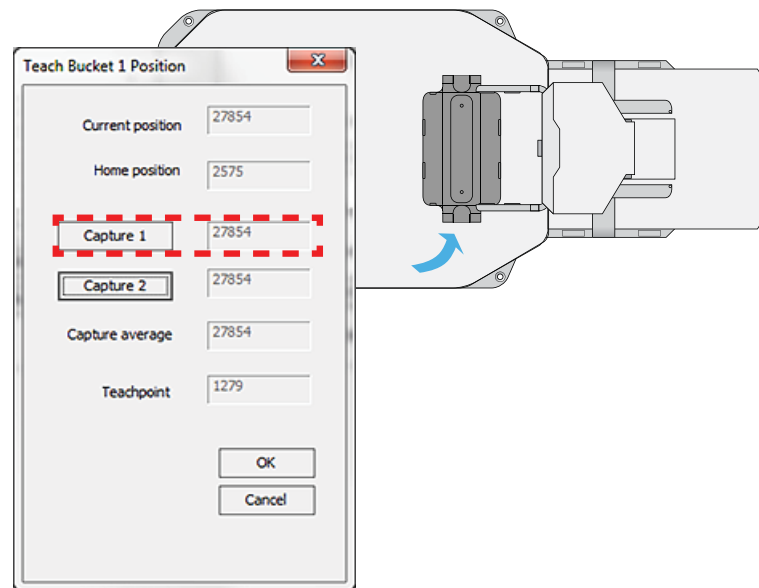 Teach Bucket 1 Position
Current position 27854
Home position 2575
Capture 1 27854
Capture 2 27854
Capture average 27854
Teachpoint 1279
OK
Cancel